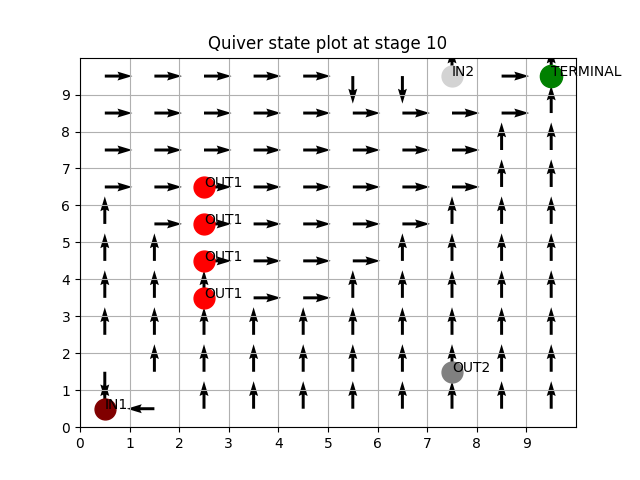 Quiver state plot at stage 10
IN2
TERMINAL
9
8
7
OUT1
6
OUT1
5
OUT1
4
OUT1
3
2
OUT2
1
IN1
0
0 1 2 3 4 5 6 7 8 9